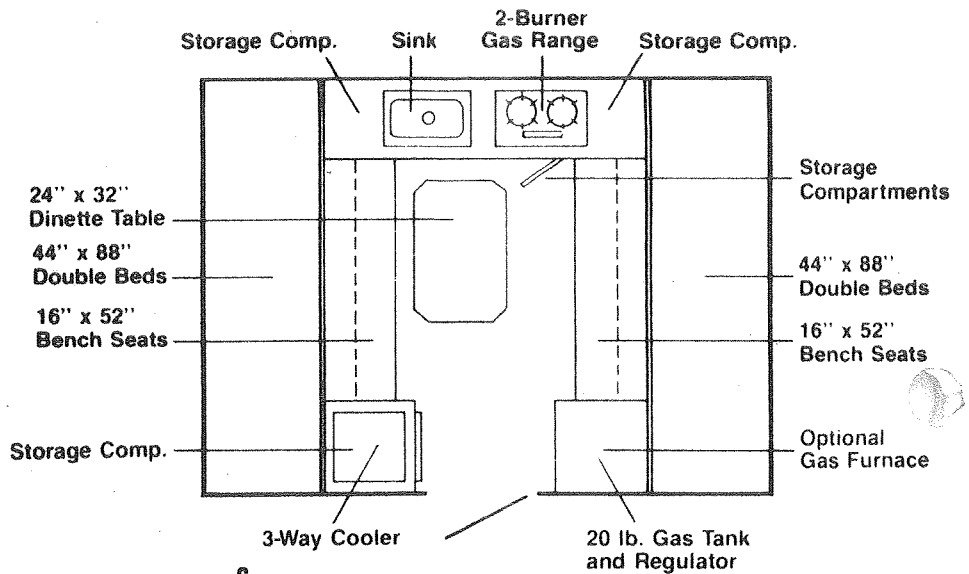 2-Burner
Storage Comp. Sink Gas Range Storage Comp.
24'' x 32''
Dinette Table
44'' x 88''
Double Beds
16'' x 52''
Bench Seats
Storage Comp.
3-Way Cooler
Storage
Compartments
44'' x 88''
Double Beds
16'' x 52''
Bench Seats
Optional
Gas Furnace
20 lb. Gas Tank
and Regulator